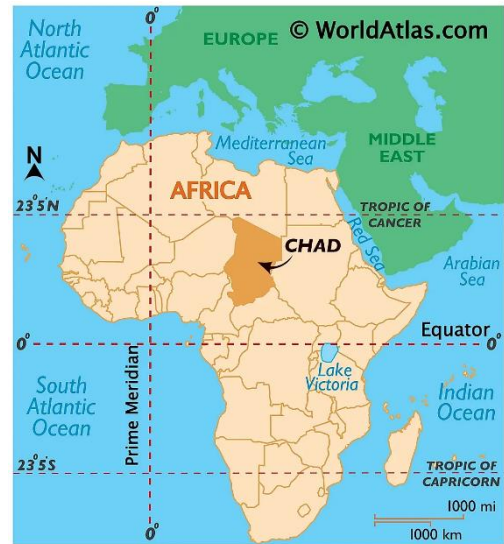 0°
North
Atlantic
Ocean
EUROPE
© WorldAtlas.com
Mediterranean
Sea
MIDDLE
EAST
N
AFRICA
23°5'N
TROPIC OF
CANCER
Red Sea
CHAD
Arabian
Sea
Equator
0°
0°
Prime Meridian
Lake
Victoria
South
Atlantic
Ocean
Indian
Ocean
23°5'S
TROPIC OF
CAPRICORN
1000 mi
1000 km
0°